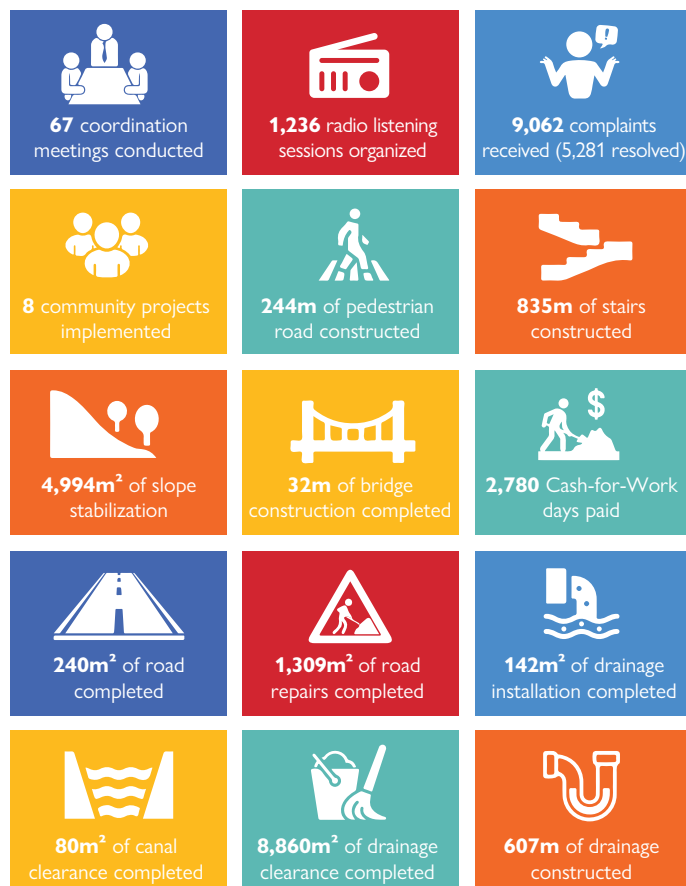 67 coordination
meetings conducted
1,236 radio listening
sessions organized
!
9,062 complaints
received (5,281 resolved)
8 community projects
implemented
244m of pedestrian
road constructed
835m of stairs
constructed
4,994m² of slope
stabilization
32m of bridge
construction completed
$
2,780 Cash-for-Work
days paid
240m² of road
completed
1,309m² of road
repairs completed
142m² of drainage
installation completed
80m² of canal
clearance completed
8,860m² of drainage
clearance completed
607m of drainage
constructed